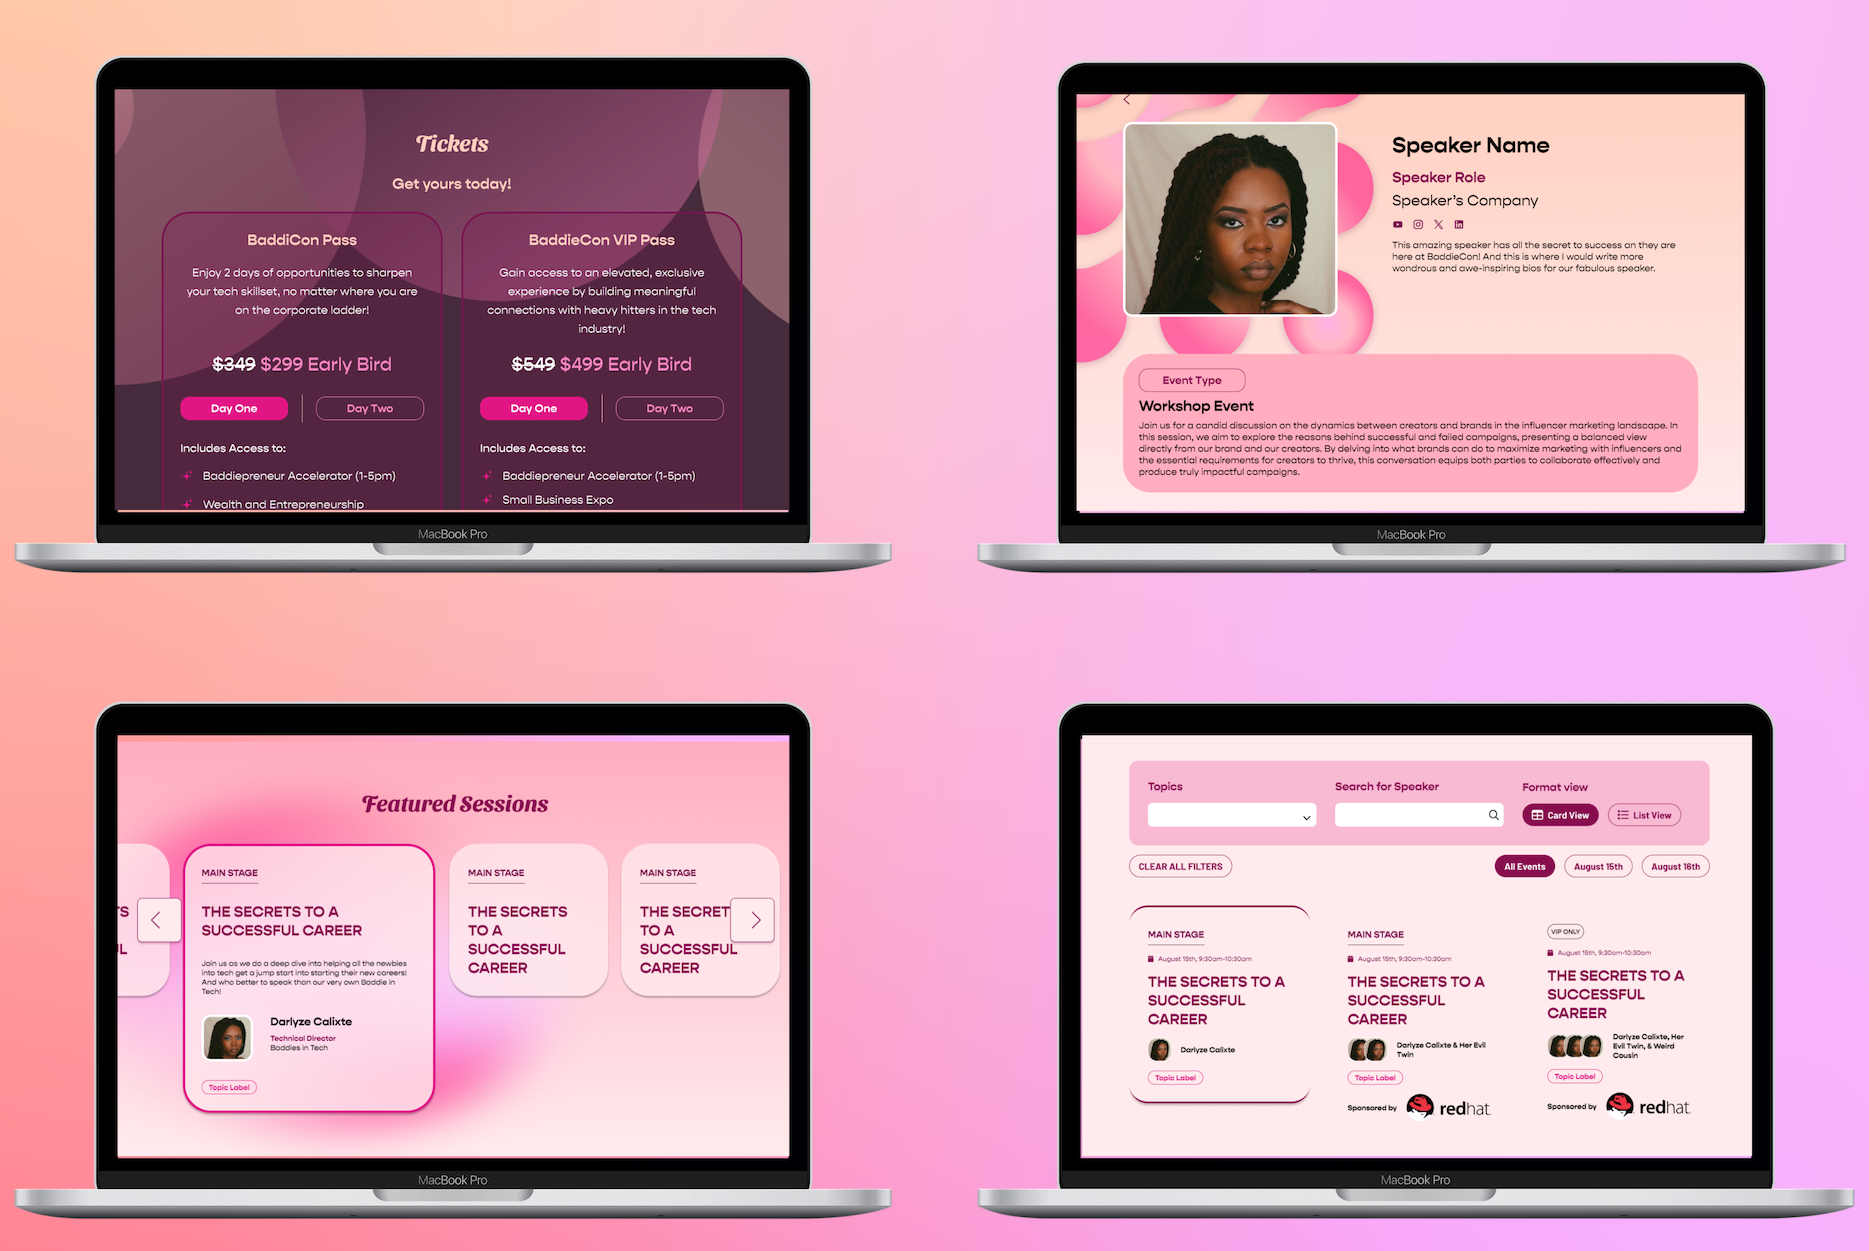 Tickets
Get yours today!
BaddiCon Pass
Enjoy 2 days of opportunities to sharpen
your tech skillset, no matter where you are
on the corporate ladder!
$349 $299 Early Bird
Day One
Day Two
Includes Access to:
Baddiepreneur Accelerator (1-5pm)
Wealth and Entrepreneurship
BaddieCon VIP Pass
Gain access to an elevated, exclusive
experience by building meaningful
connections with heavy hitters in the tech
industry!
$549 $499 Early Bird
Day One
Day Two
Includes Access to:
Baddiepreneur Accelerator (1-5pm)
Small Business Expo
MacBook Pro
Speaker Name
Speaker Role
Speaker's Company
This amazing speaker has all the secret to success an they are
here at BaddieCon! And this is where I would write more
wondrous and awe-inspiring bios for our fabulous speaker.
Event Type
Workshop Event
Join us for a candid discussion on the dynamics between creators and brands in the influencer marketing landscape. In
this session, we aim to explore the reasons behind successful and failed campaigns, presenting a balanced view
directly from our brand and our creators. By delving into what brands can do to maximize marketing with influencers and
the essential requirements for creators to thrive, this conversation equips both parties to collaborate effectively and
produce truly impactful campaigns.
MacBook Pro
Featured Sessions
MAIN STAGE
THE SECRETS TO A
SUCCESSFUL CAREER
Join us as we do a deep dive into helping all the newbies
into tech get a jump start into starting their new careers!
And who better to speak than our very own Baddie in
Tech!
Darlyze Calixte
Technical Director
Baddies in Tech
Topic Label
MAIN STAGE
THE SECRETS
TO A
SUCCESSFUL
CAREER
MAIN STAGE
THE SECRET
TO A
SUCCESSFUL
CAREER
MacBook Pro
Topics
Search for Speaker
Format view
Card View
List View
CLEAR ALL FILTERS
All Events
August 15th
August 16th
MAIN STAGE
August 15th, 9:30am-10:30am
THE SECRETS TO A
SUCCESSFUL
CAREER
Darlyze Calixte
Topic Label
MAIN STAGE
August 15th, 9:30am-10:30am
THE SECRETS TO A
SUCCESSFUL
CAREER
Darlyze Calixte & Her Evil
Twin
Topic Label
Sponsored by
redhat.
VIP ONLY
August 15th, 9:30am-10:30am
THE SECRETS TO A
SUCCESSFUL
CAREER
Darlyze Calixte, Her
Evil Twin, & Weird
Cousin
Topic Label
Sponsored by
redhat.
MacBook Pro